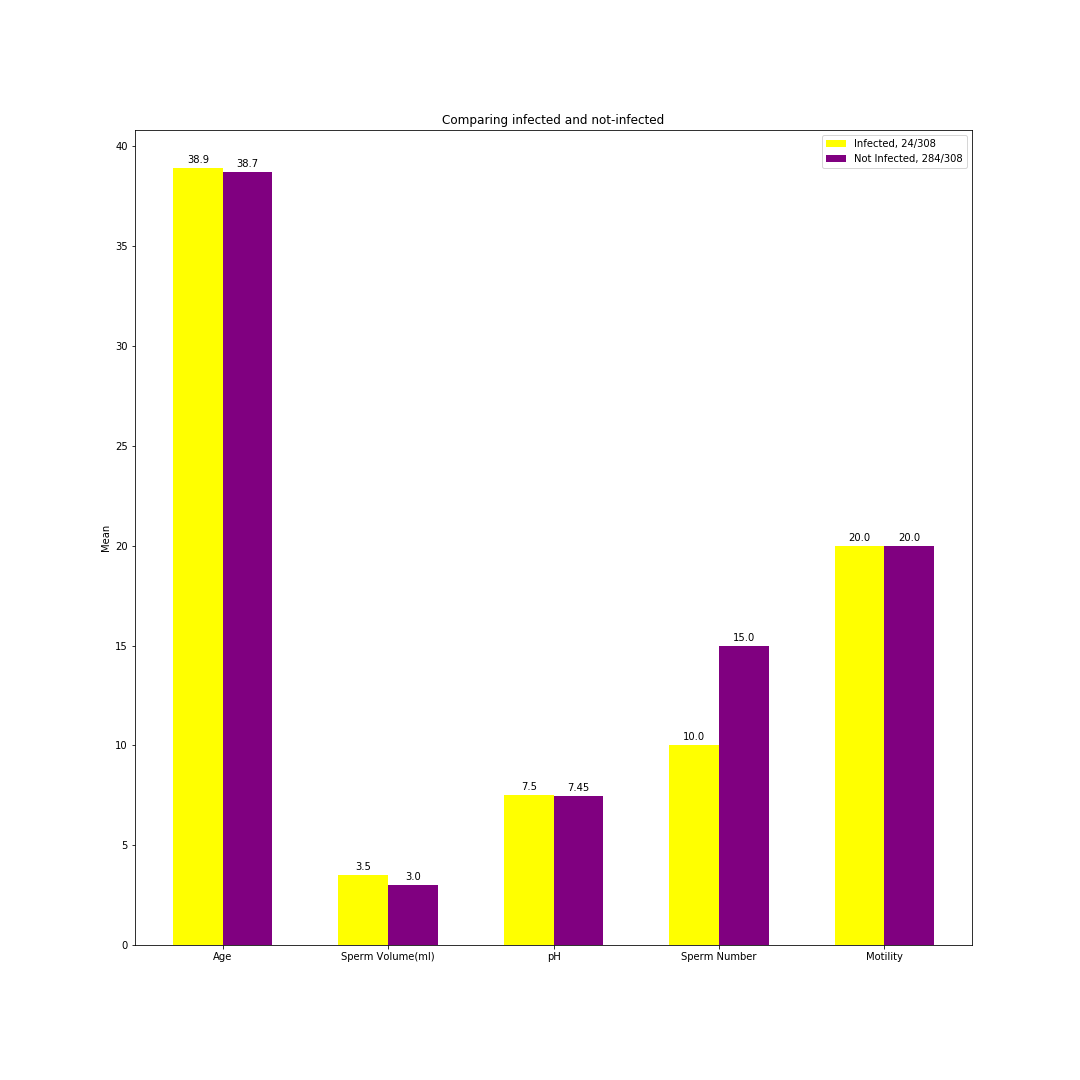 Comparing infected and not-infected
Infected, 24/308
Not Infected, 284/308
Mean
40
35
30
25
20
15
10
5
0
38.9
38.7
3.5
3.0
7.5
7.45
10.0
15.0
20.0
20.0
Age
Sperm Volume(ml)
pH
Sperm Number
Motility